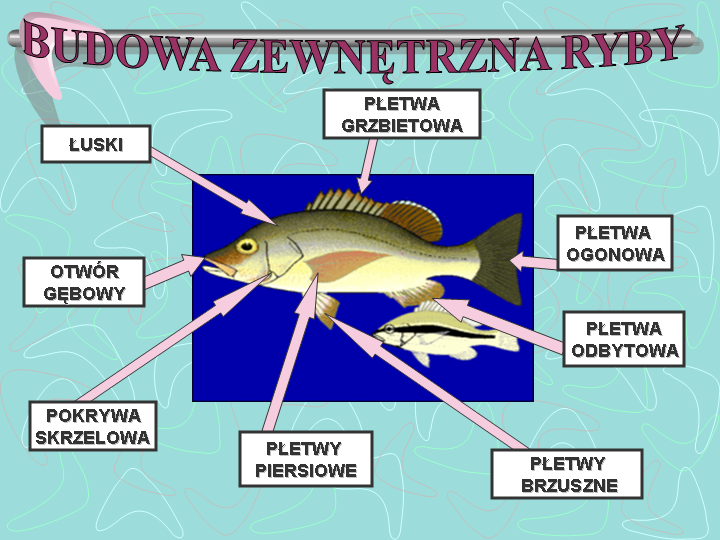 BUDOWA ZEWNĘTRZNA RYBY
PŁETWA
GRZBIETOWA
ŁUSKI
PŁETWA
OGONOWA
OTWÓR
GĘBOWY
PŁETWA
ODBYTOWA
POKRYWA
SKRZELOWA
PŁETWY
PIERSIOWE
PŁETWY
BRZUSZNE